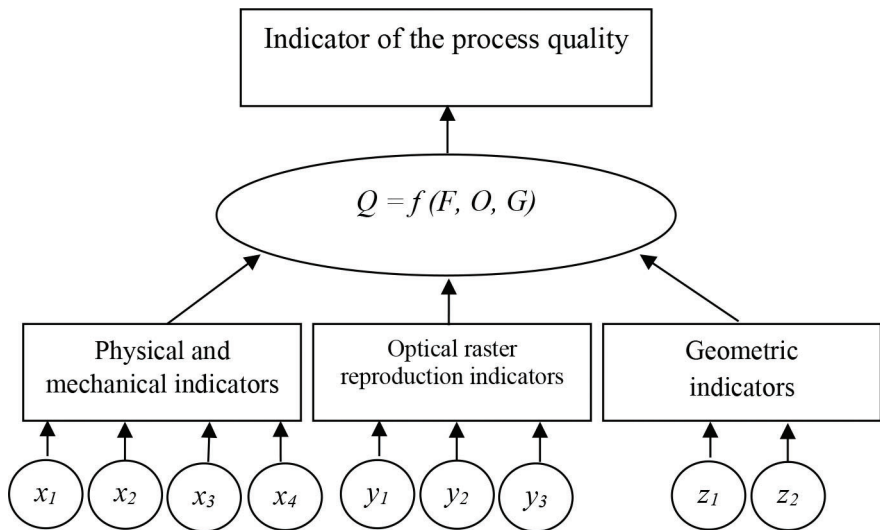 Indicator of the process quality
Q = f (F, O, G)
Physical and
mechanical indicators
Optical raster
reproduction indicators
Geometric
indicators
x1 x2 x3 x4 y1 y2 y3 z1 z2